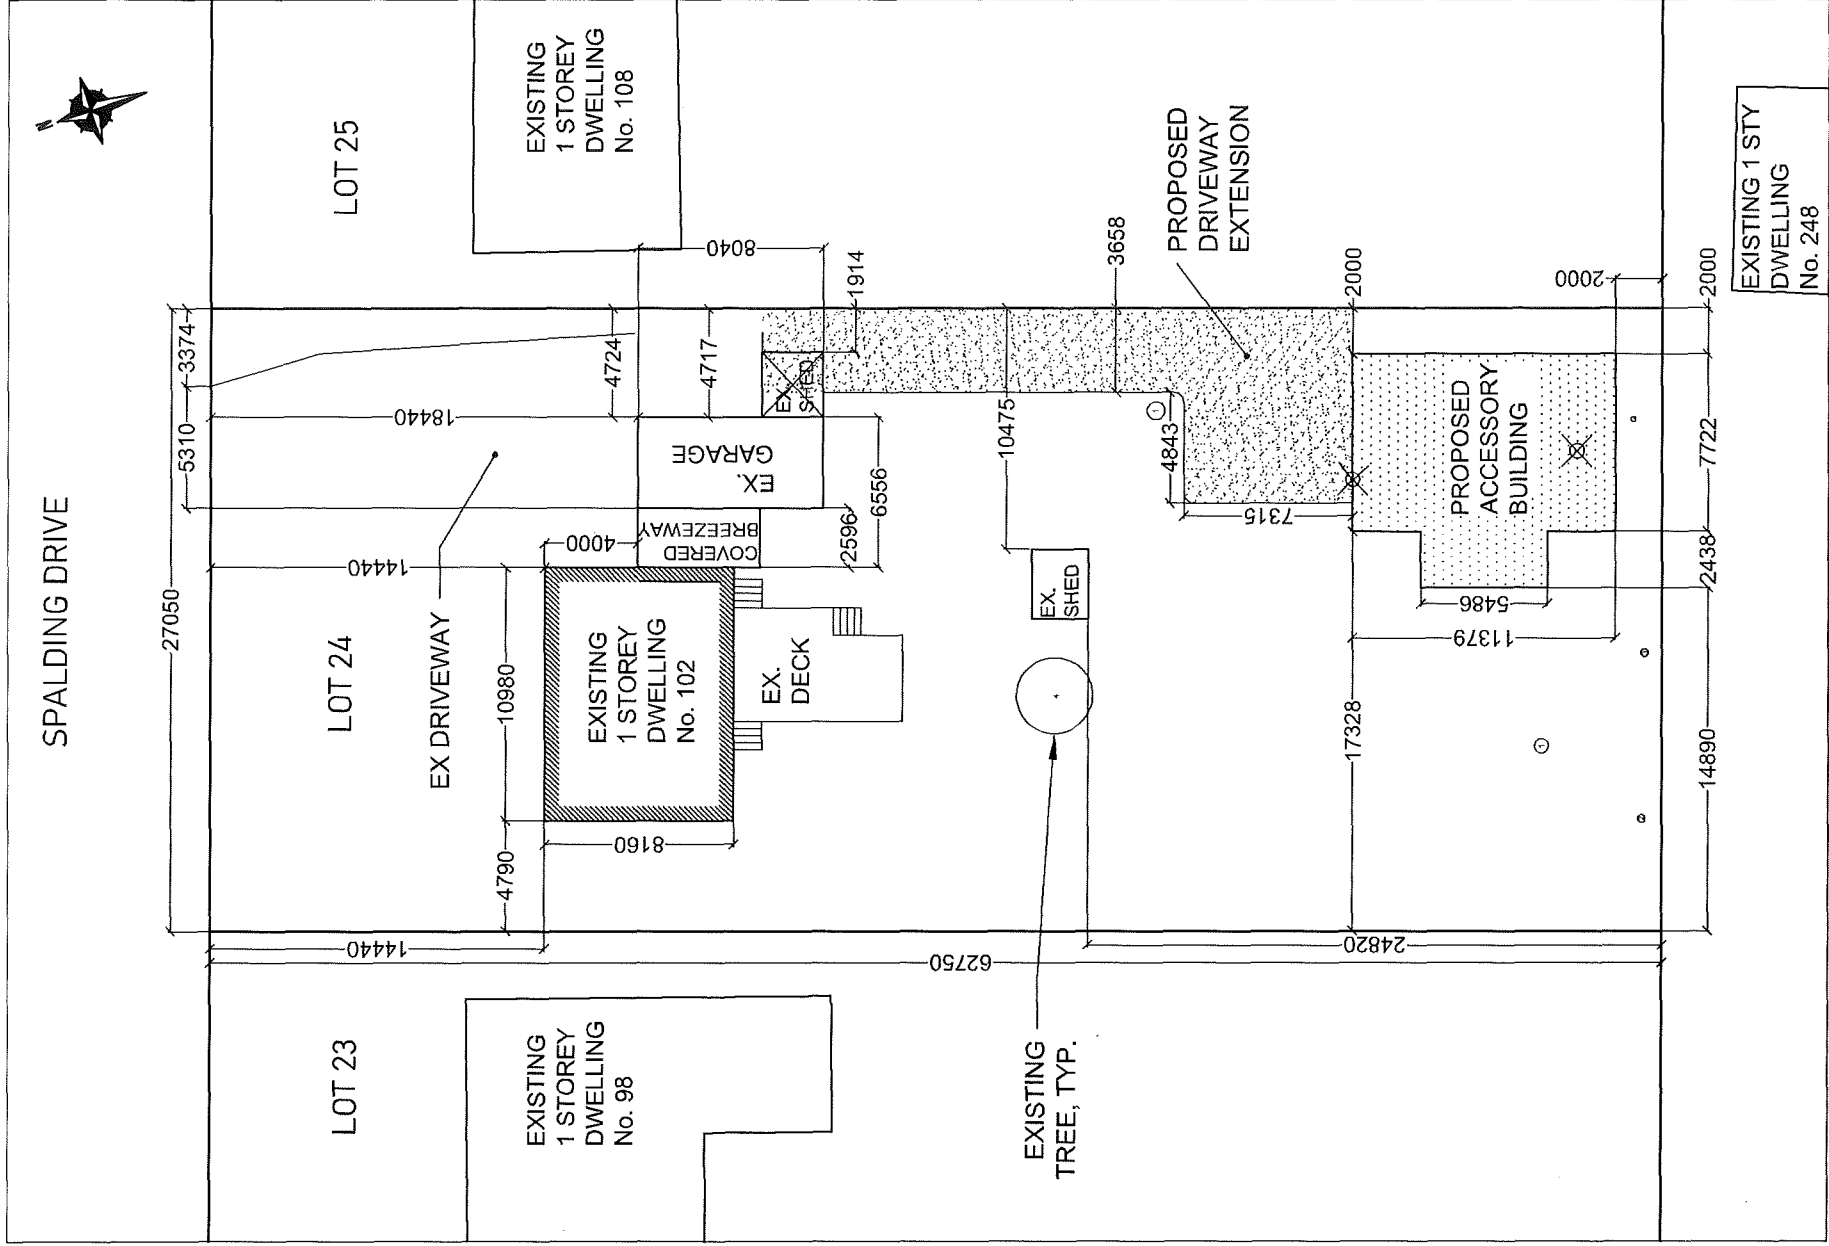 SPALDING DRIVE
N
LOT 23
LOT 24
LOT 25
27050
3374
5310
18440
4724
4717
14440
14440
62750
24820
EX DRIVEWAY
EXISTING
1 STOREY
DWELLING
No. 98
EXISTING
1 STOREY
DWELLING
No. 102
EXISTING
1 STOREY
DWELLING
No. 108
4790
10980
8160
4000
COVERED
BREEZEWAY
EX.
GARAGE
EX.
SHED
8040
1914
2596
6556
EX.
DECK
EX.
SHED
10475
3658
4843
7315
PROPOSED
DRIVEWAY
EXTENSION
EXISTING
TREE, TYP.
17328
2000
PROPOSED
ACCESSORY
BUILDING
5486
11379
2000
14890
2438
7722
2000
EXISTING 1 STY
DWELLING
No. 248